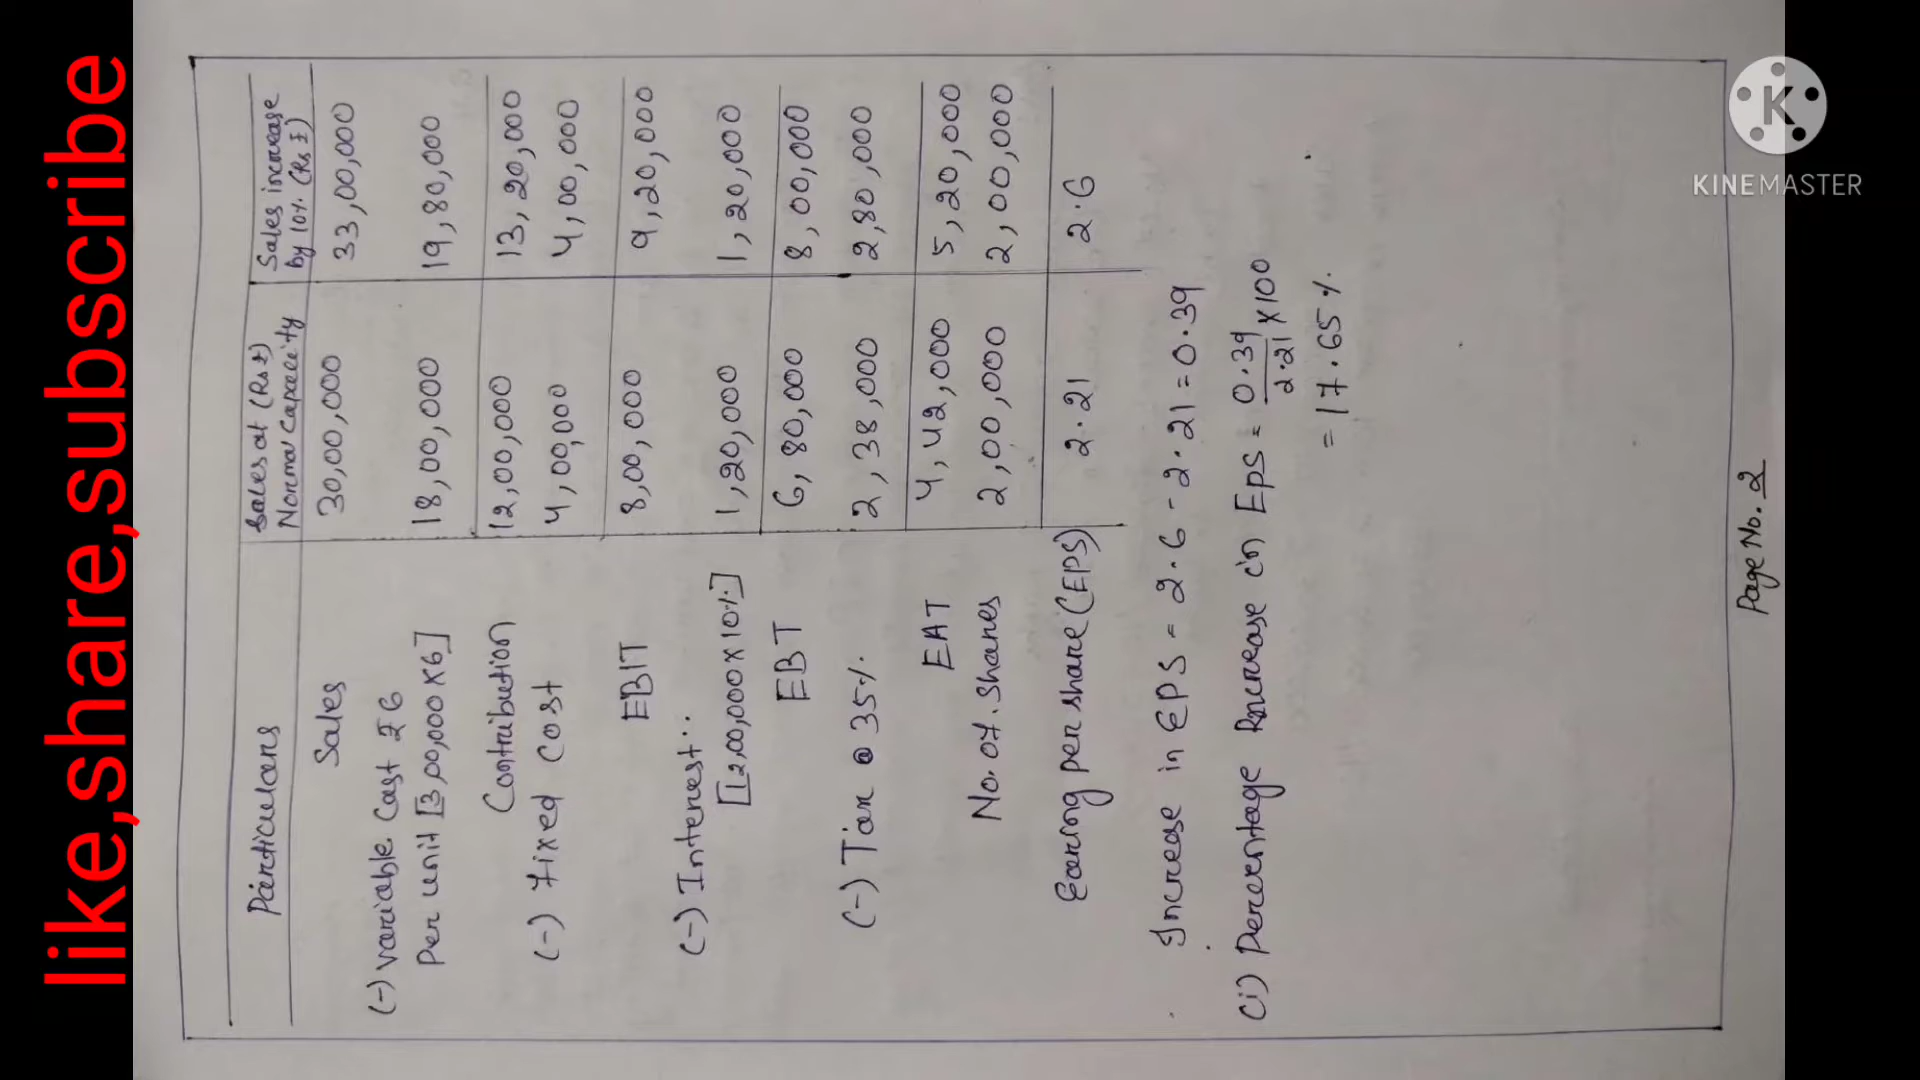 like,share,subscribe
KINEMASTER
Particulars Sales at (Rs ₹) Normal Capacity Sales increase by 10%. (Rs ₹)
Sales 30,00,000 33,00,000
(-) variable Cost ₹6
Per unit [3,00,000 x 6] 18,00,000 19,80,000
Contribution 12,00,000 13,20,000
(-) Fixed Cost 4,00,000 4,00,000
EBIT 8,00,000 9,20,000
(-) Interest..
[12,00,000 x 10%] 1,20,000 1,20,000
EBT 6,80,000 8,00,000
(-) Tax @ 35% 2,38,000 2,80,000
EAT 4,42,000 5,20,000
No. of. Shares 2,00,000 2,00,000
Earning per share (EPS) 2.21 2.6
Increase in EPS = 2.6 - 2.21 = 0.39
(i) Percentage Increase in Eps = 0.39/2.21 x 100
= 17.65%
Page No. 2